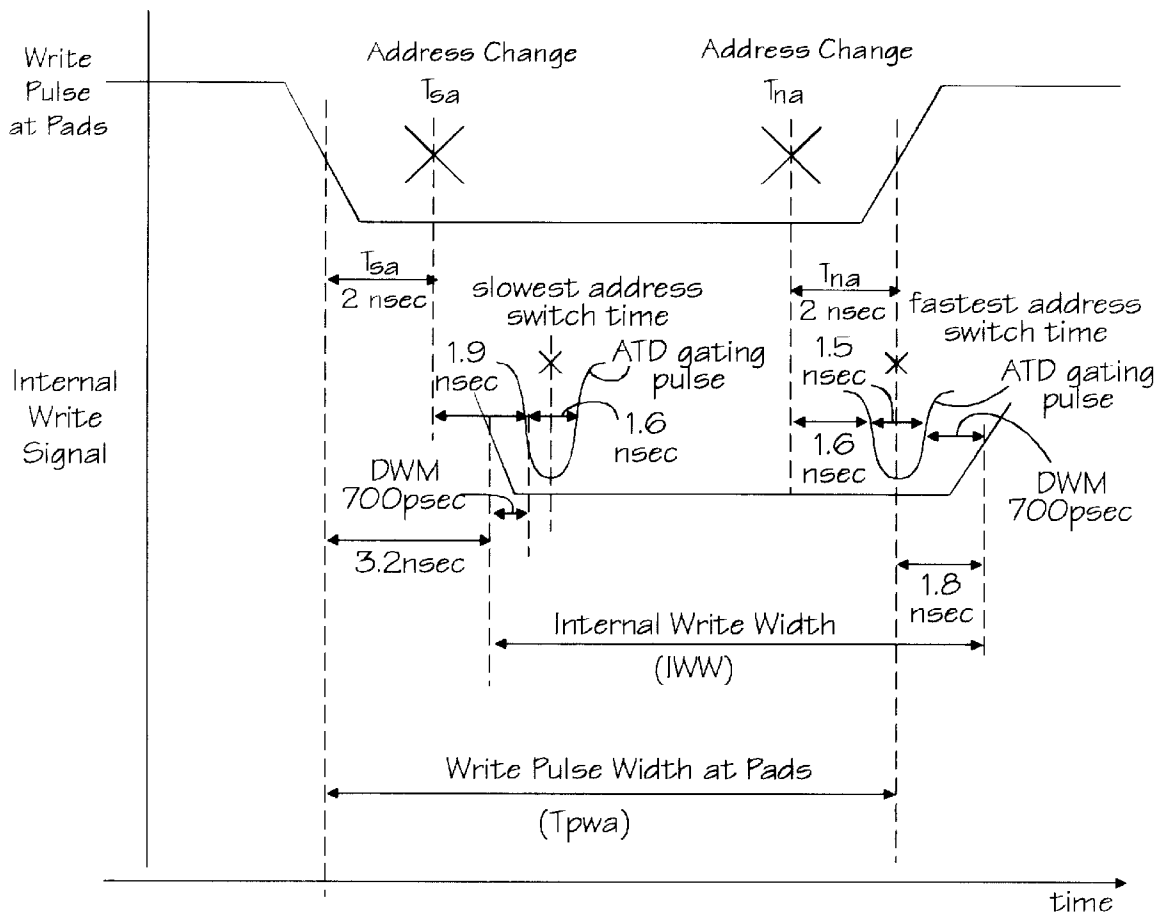 Write
Pulse
at Pads
Address Change
Tsa
Address Change
Tna
Tsa
2 nsec
Tna
2 nsec
slowest address
switch time
fastest address
switch time
Internal
Write
Signal
1.9
nsec
ATD gating
pulse
1.6
nsec
1.5
nsec
ATD gating
pulse
1.6
nsec
DWM
700psec
DWM
700psec
3.2nsec
1.8
nsec
Internal Write Width
(IWW)
Write Pulse Width at Pads
(Tpwa)
time